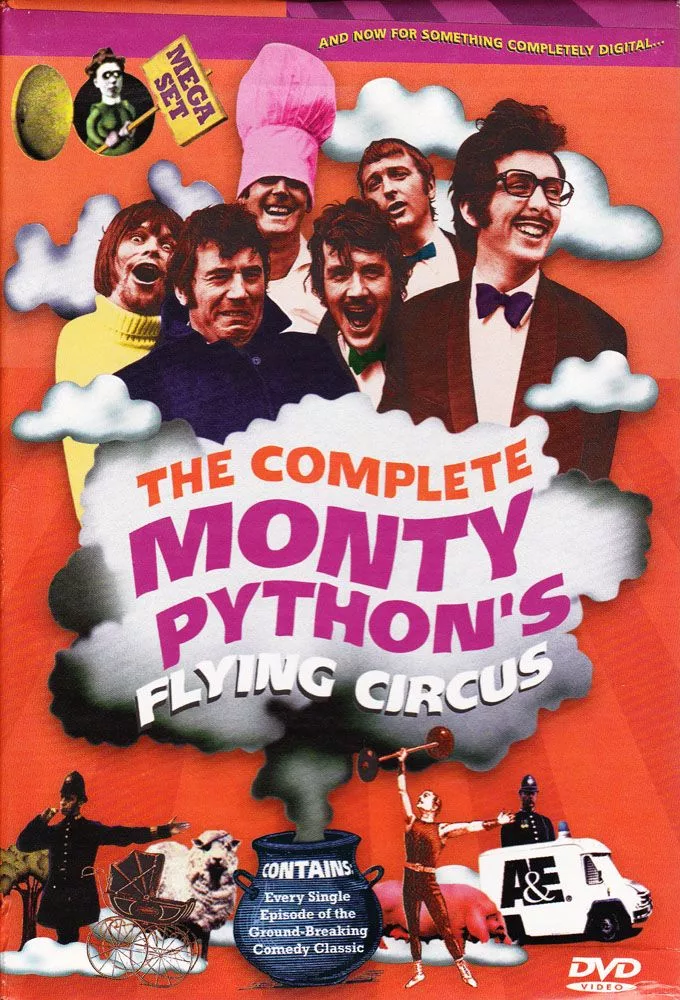 AND NOW FOR SOMETHING COMPLETELY DIGITAL...
MEGA
SET
THE COMPLETE
MONTY
PYTHON'S
FLYING CIRCUS
CONTAINS:
Every Single
Episode of the
Ground-Breaking
Comedy Classic
A&E
DVD
VIDEO